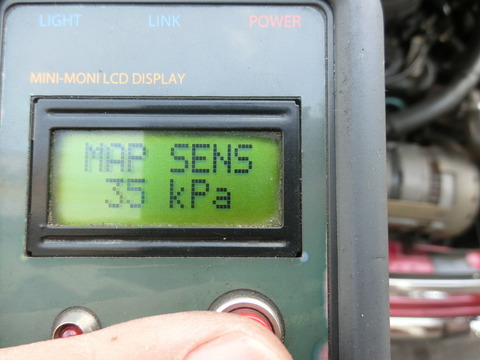 LIGHT LINK POWER
MINI-MONI LCD DISPLAY
MAP SENS
35 kPa